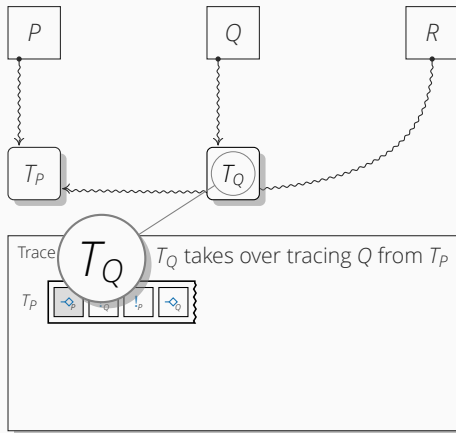 P Q R
T_P T_Q
Trace
T_Q T_Q takes over tracing Q from T_P
T_P P Q !P Q